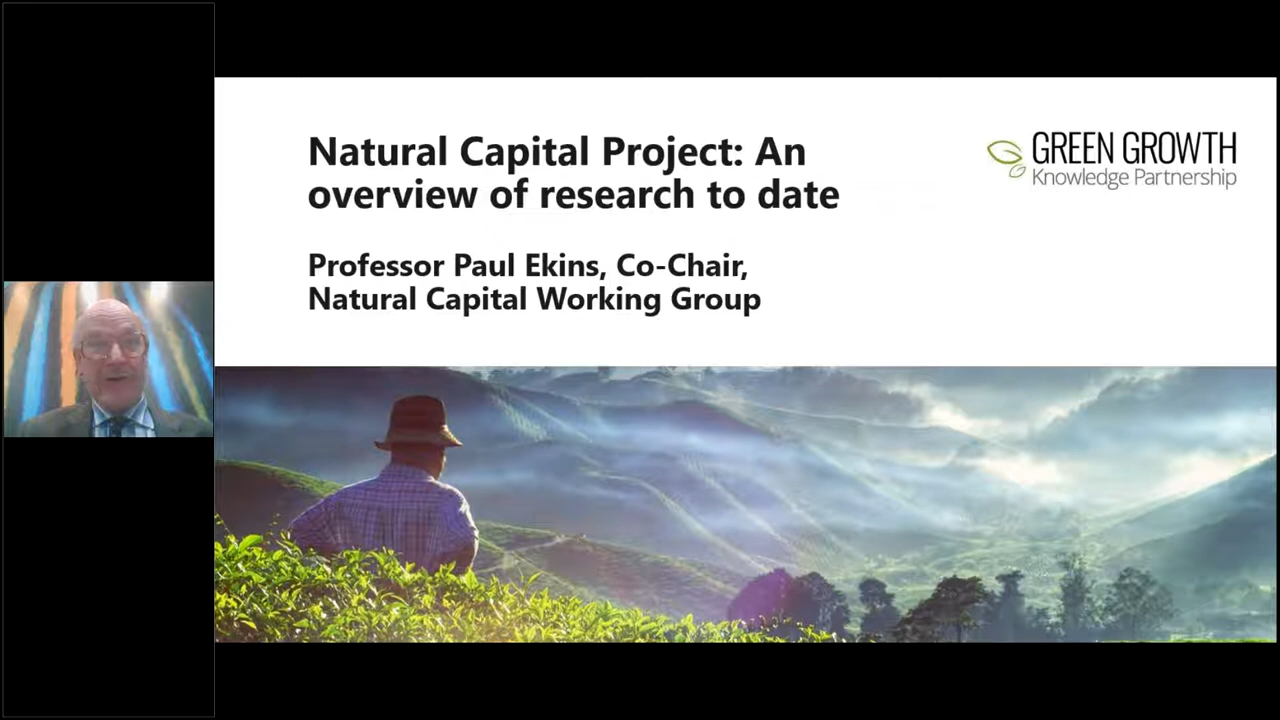 Natural Capital Project: An
overview of research to date
Professor Paul Ekins, Co-Chair,
Natural Capital Working Group
GREEN GROWTH
Knowledge Partnership